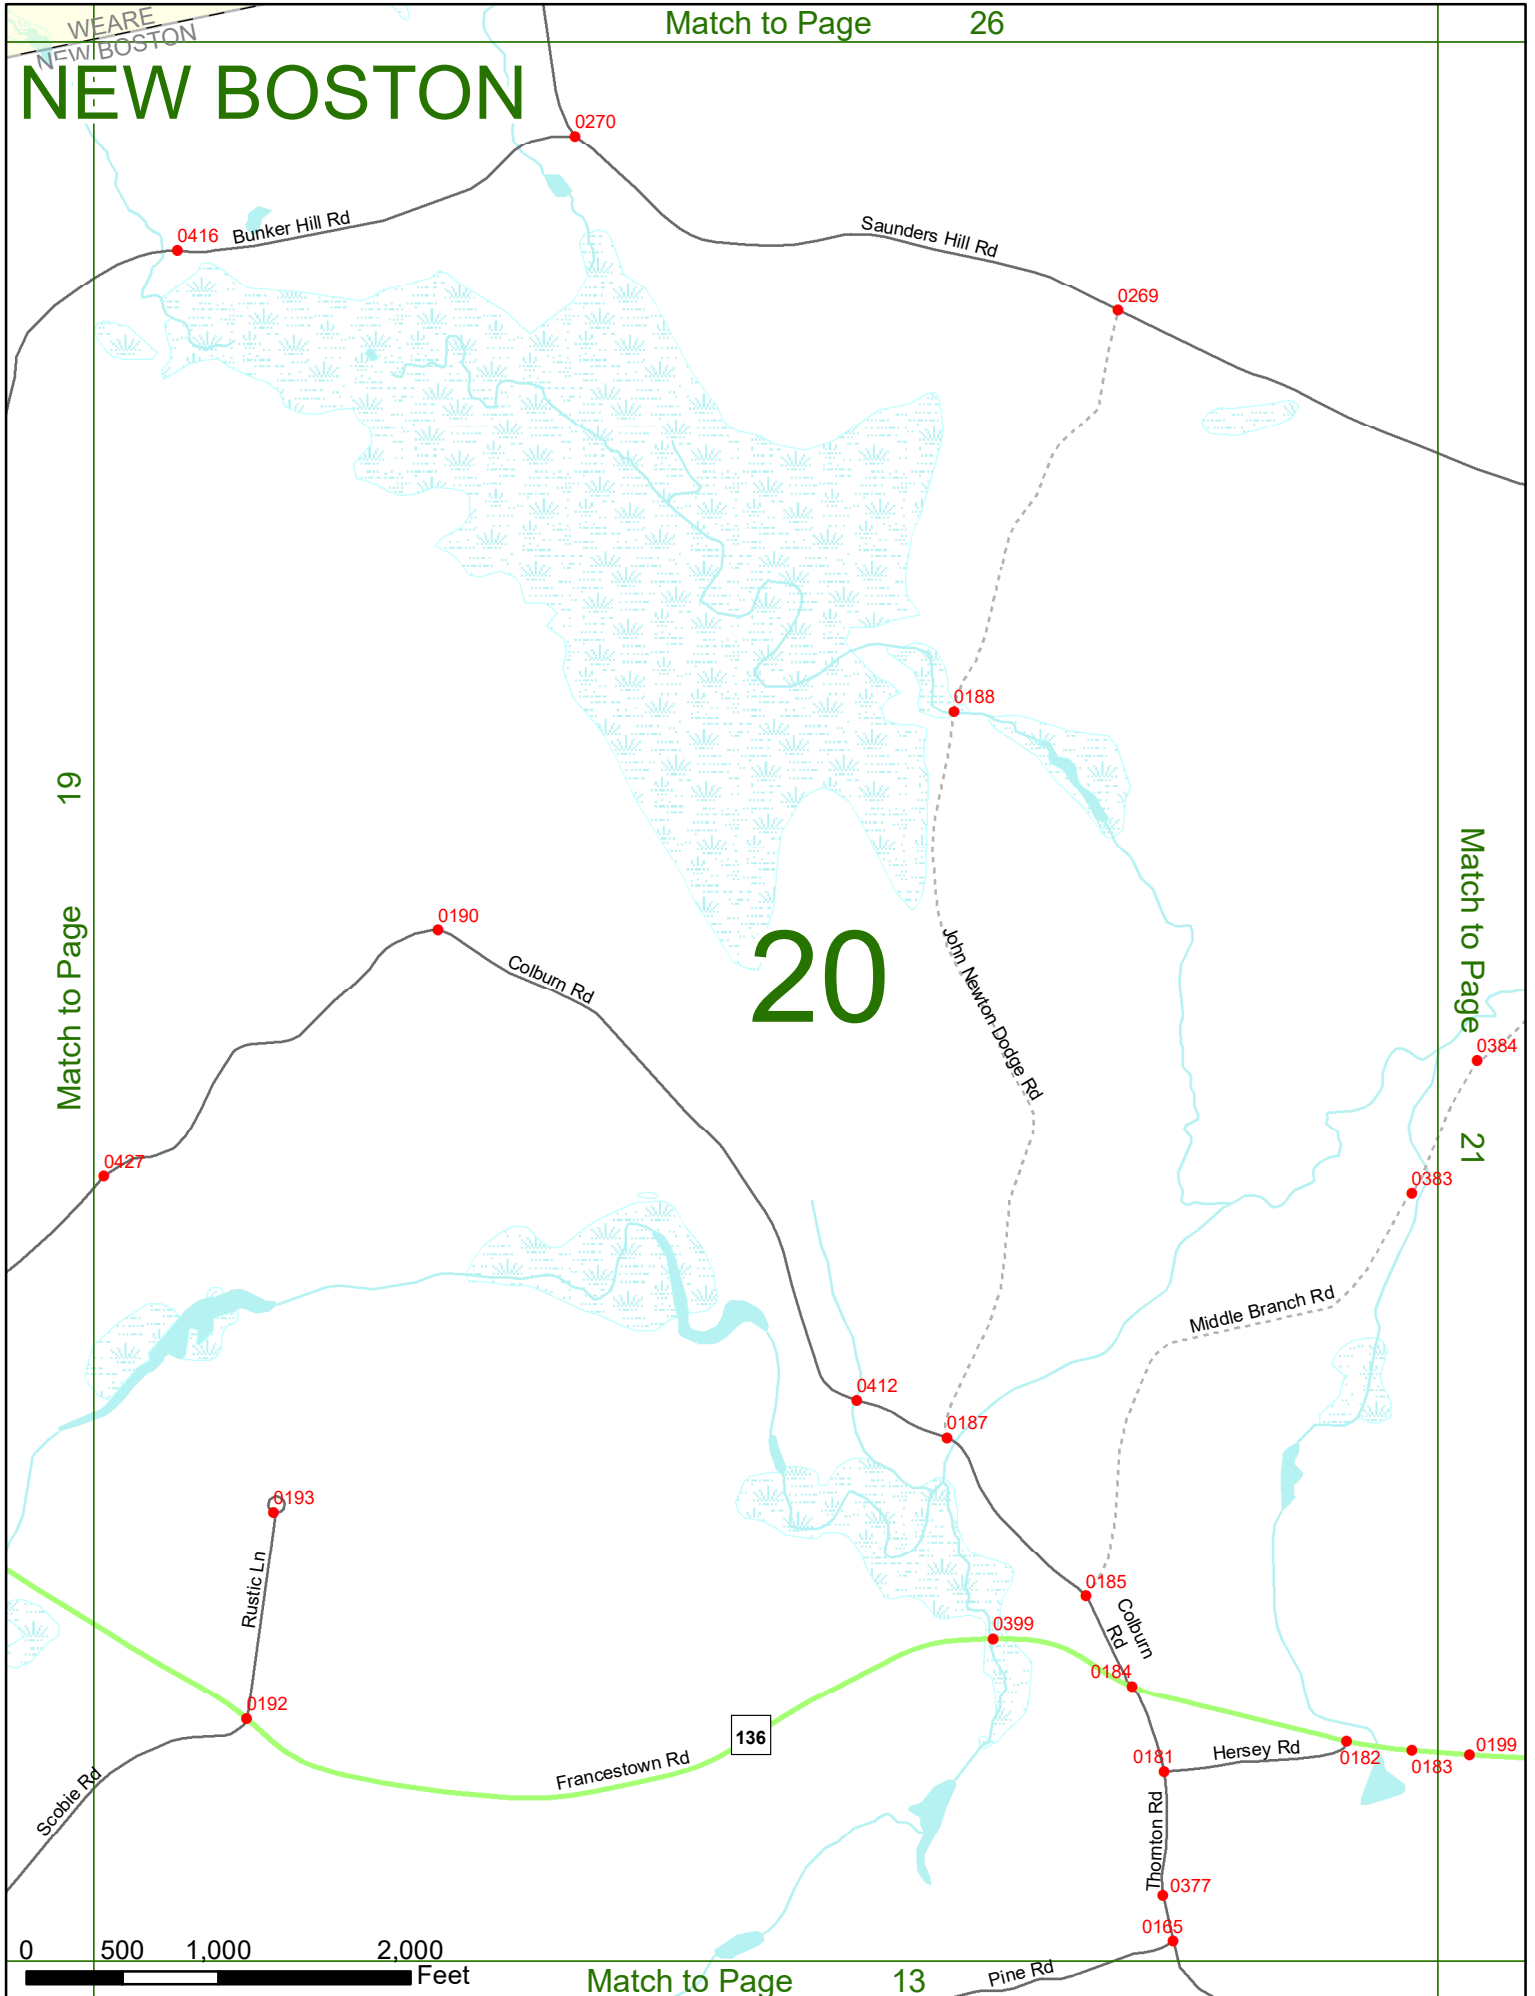 Match to Page 26
WEARE
NEW BOSTON
NEW BOSTON
0270
0416
Bunker Hill Rd
Saunders Hill Rd
0269
0188
Match to Page 19
Match to Page 21
0190
Colburn Rd
20
John Newton Dodge Rd
0384
0427
0383
Middle Branch Rd
0412
0187
0193
Rustic Ln
0185
Colburn Rd
0399
0184
0192
136
Francestown Rd
0181
Hersey Rd
0182
0183
0199
Scobie Rd
Thornton Rd
0377
0165
0 500 1,000 2,000
Feet
Match to Page 13
Pine Rd